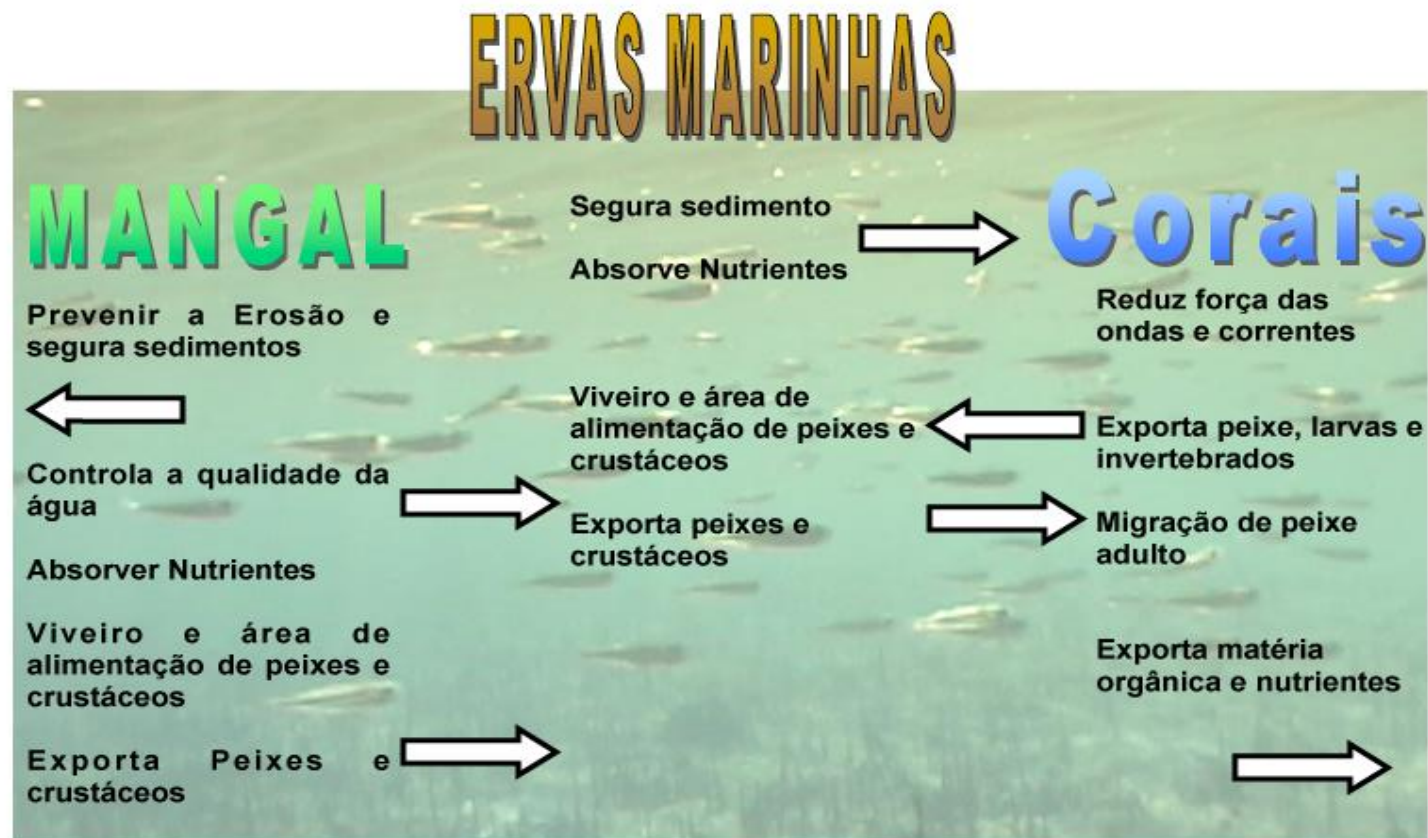 ERVAS MARINHAS
MANGAL
Prevenir a Erosão e
segura sedimentos
Controla a qualidade da
água
Absorver Nutrientes
Viveiro e área de
alimentação de peixes e
crustáceos
Exporta Peixes e
crustáceos
Segura sedimento
Absorve Nutrientes
Viveiro e área de
alimentação de peixes e
crustáceos
Exporta peixes e
crustáceos
Corais
Reduz força das
ondas e correntes
Exporta peixe, larvas e
invertebrados
Migração de peixe
adulto
Exporta matéria
orgânica e nutrientes